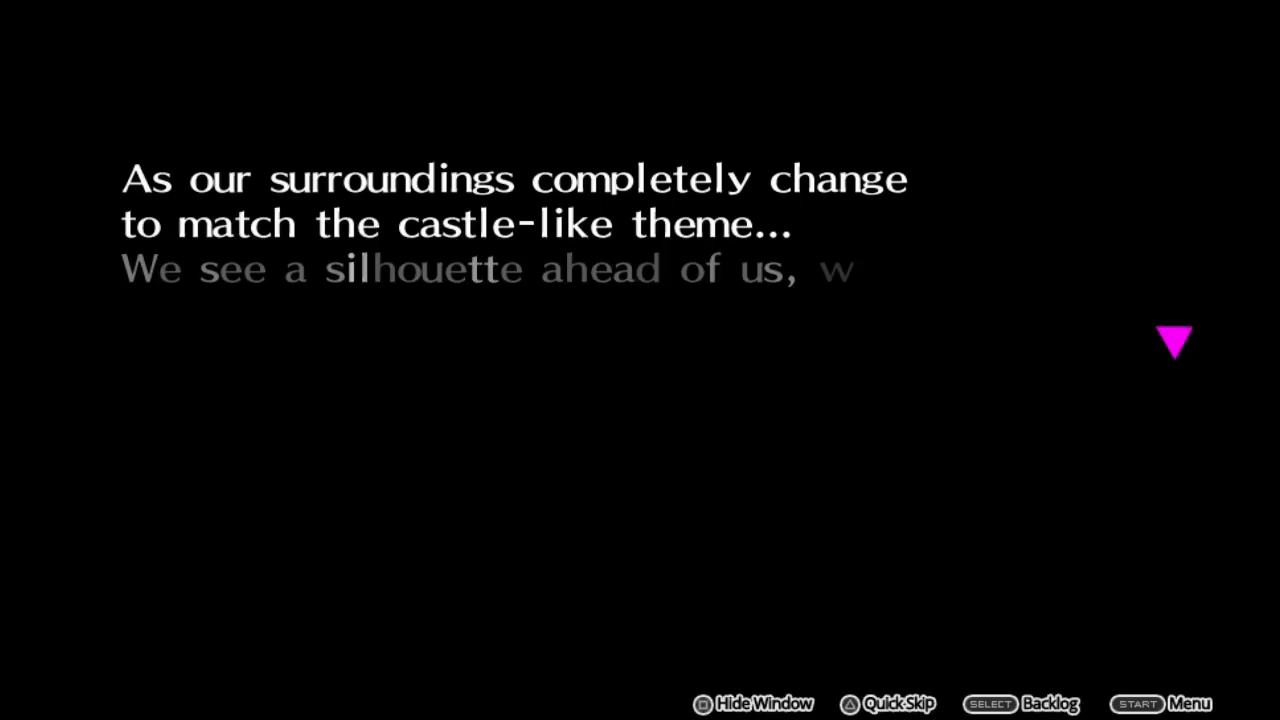 As our surroundings completely change
to match the castle-like theme...
We see a silhouette ahead of us, w
Hide Window
Quick Skip
SELECT Backlog
START Menu